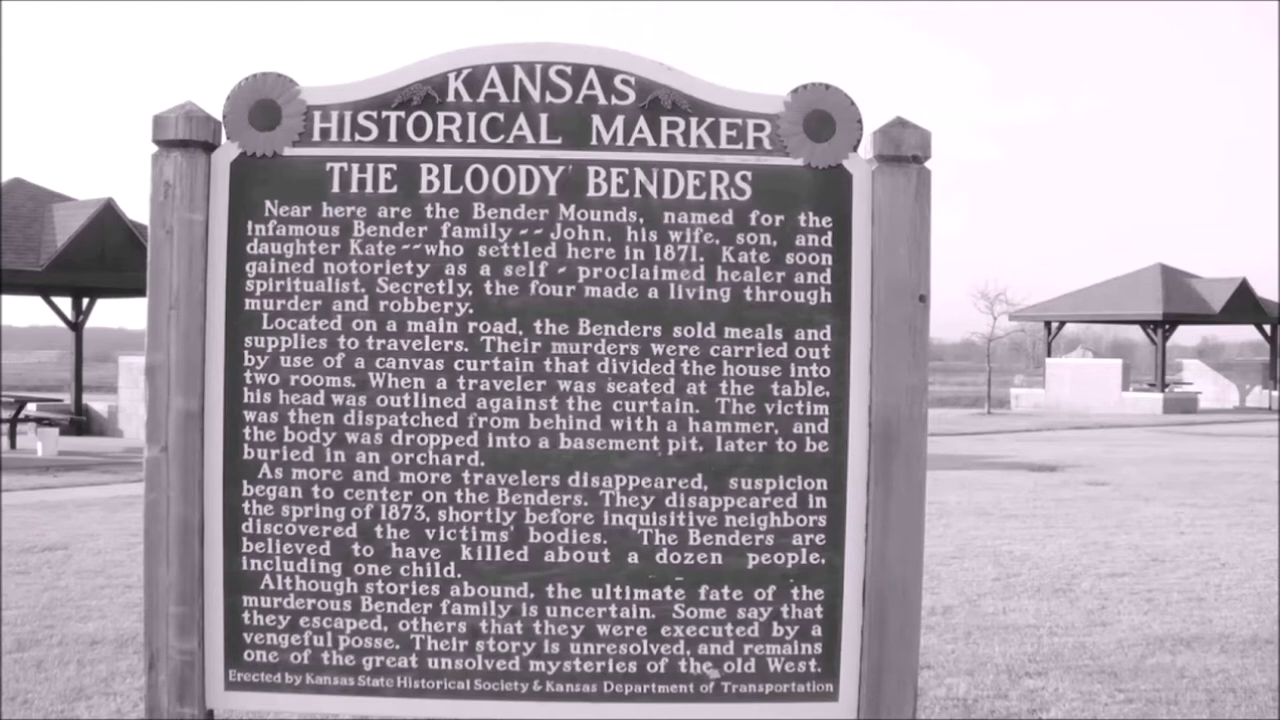 KANSAS
HISTORICAL MARKER
THE BLOODY BENDERS
Near here are the Bender Mounds, named for the
infamous Bender family -- John, his wife, son, and
daughter Kate -- who settled here in 1871. Kate soon
gained notoriety as a self - proclaimed healer and
spiritualist. Secretly, the four made a living through
murder and robbery.
Located on a main road, the Benders sold meals and
supplies to travelers. Their murders were carried out
by use of a canvas curtain that divided the house into
two rooms. When a traveler was seated at the table,
his head was outlined against the curtain. The victim
was then dispatched from behind with a hammer, and
the body was dropped into a basement pit, later to be
buried in an orchard.
As more and more travelers disappeared, suspicion
began to center on the Benders. They disappeared in
the spring of 1873, shortly before inquisitive neighbors
discovered the victims' bodies. The Benders are
believed to have killed about a dozen people,
including one child.
Although stories abound, the ultimate fate of the
murderous Bender family is uncertain. Some say that
they escaped, others that they were executed by a
vengeful posse. Their story is unresolved, and remains
one of the great unsolved mysteries of the old West.
Erected by Kansas State Historical Society & Kansas Department of Transportation